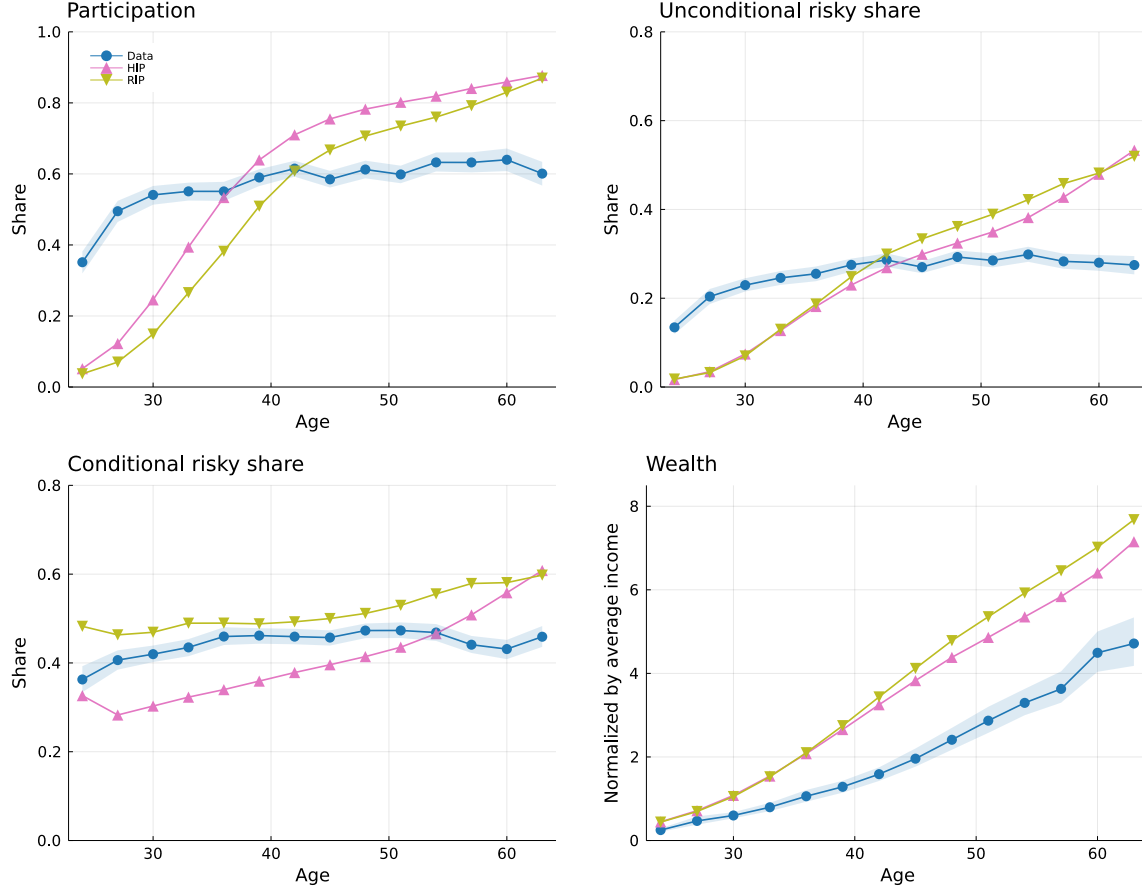 Participation
1.0
0.8
0.6
0.4
0.2
0.0
Share
30
40
50
60
Age
Data
HIP
RIP
Unconditional risky share
0.8
0.6
0.4
0.2
0.0
Share
30
40
50
60
Age
Conditional risky share
0.8
0.6
0.4
0.2
0.0
Share
30
40
50
60
Age
Wealth
8
6
4
2
0
Normalized by average income
30
40
50
60
Age